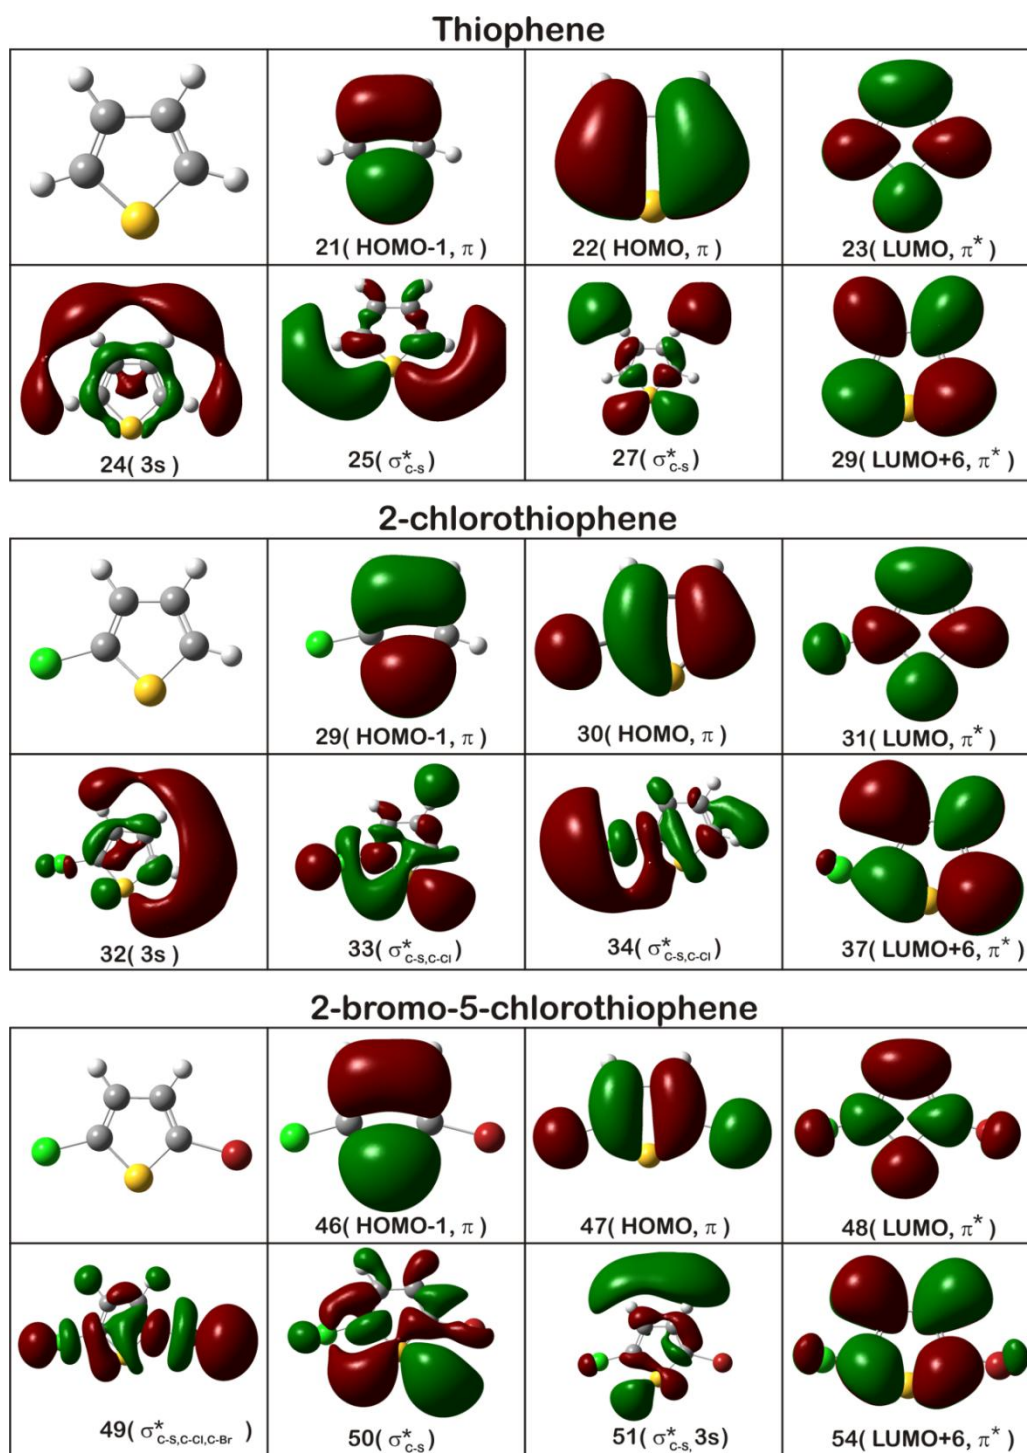 Thiophene
21( HOMO-1, π )
22( HOMO, π )
23( LUMO, π* )
24( 3s )
25( σ*C-S )
27( σ*C-S )
29( LUMO+6, π* )
2-chlorothiophene
29( HOMO-1, π )
30( HOMO, π )
31( LUMO, π* )
32( 3s )
33( σ*C-S,C-Cl )
34( σ*C-S,C-Cl )
37( LUMO+6, π* )
2-bromo-5-chlorothiophene
46( HOMO-1, π )
47( HOMO, π )
48( LUMO, π* )
49( σ*C-S,C-Cl,C-Br )
50( σ*C-S )
51( σ*C-S, 3s )
54( LUMO+6, π* )